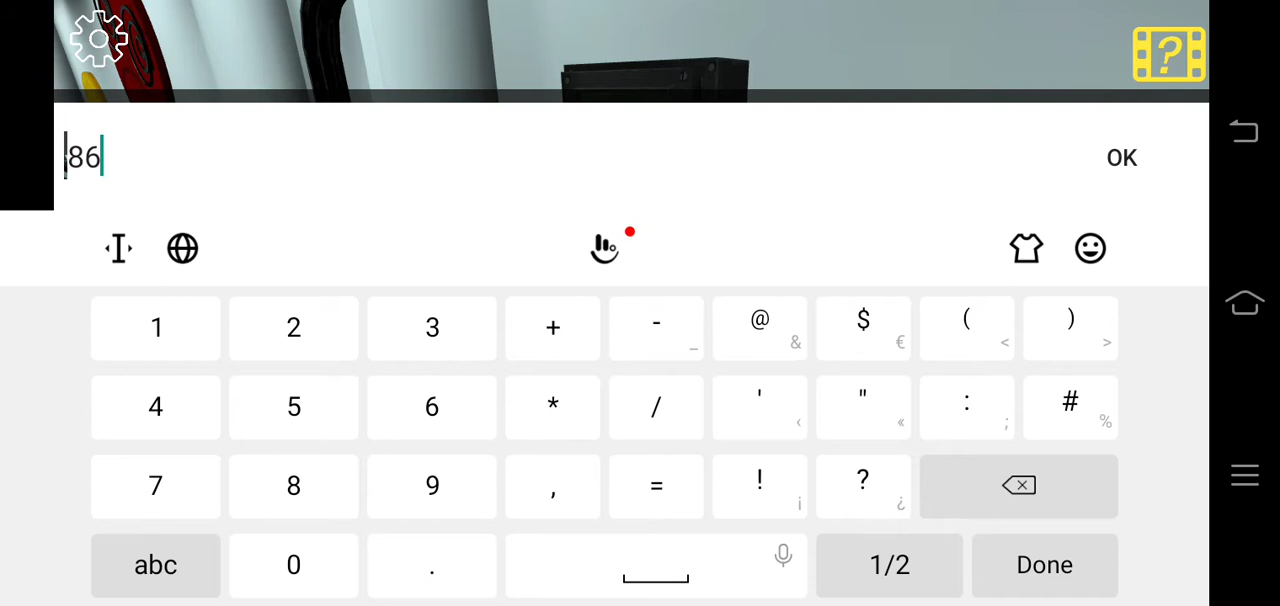 ?
86
OK
1 2 3 + - _ @ & $ € ( < ) >
4 5 6 * / ' ‹ " « : ; # %
7 8 9 , = ! ¡ ? ¿
abc 0 . 1/2 Done